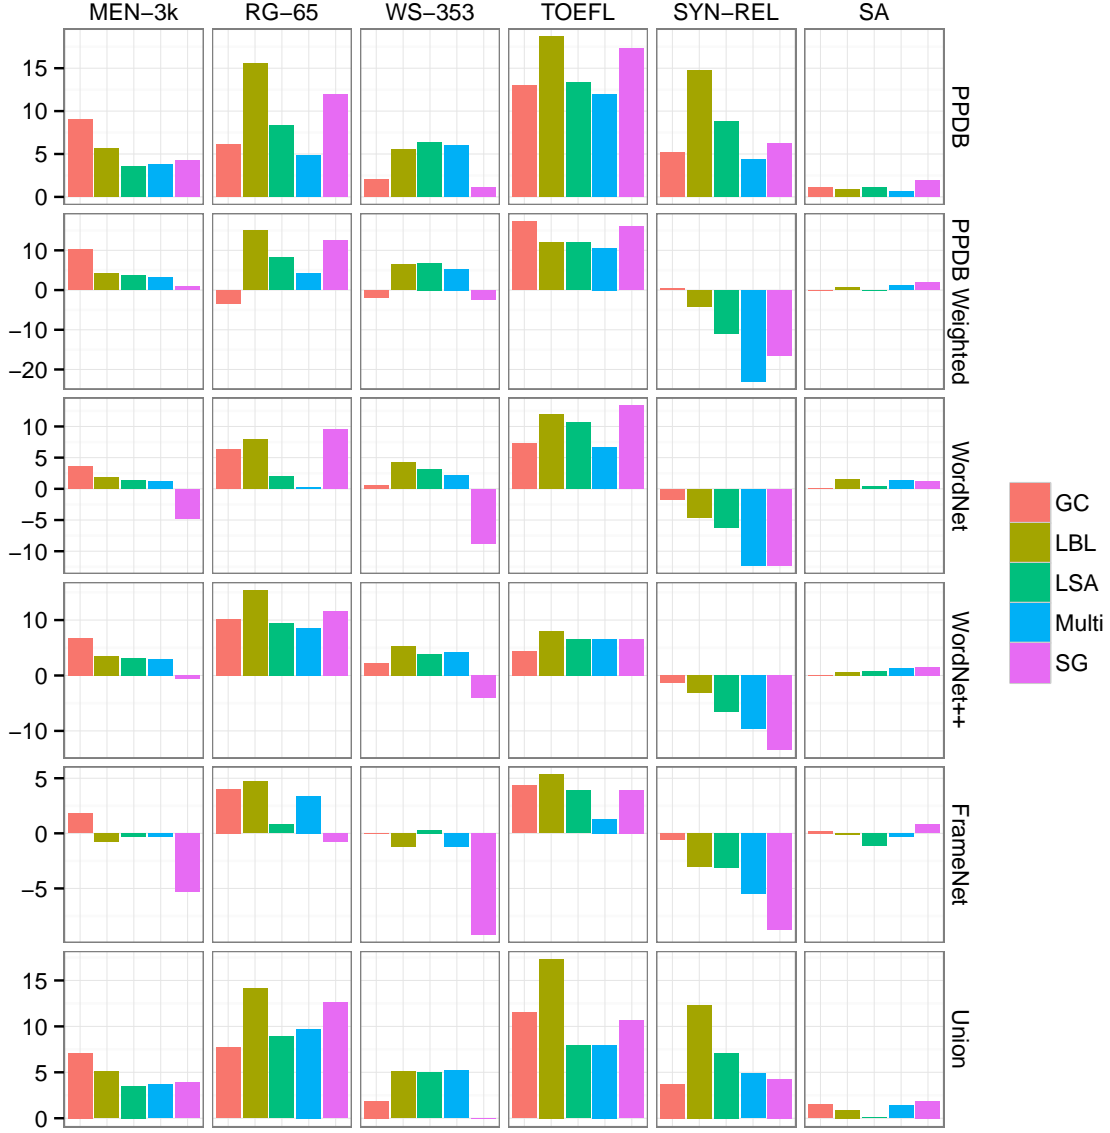 MEN−3k RG−65 WS−353 TOEFL SYN−REL SA
15
10
5
0
PPDB
10
0
−10
−20
PPDB Weighted
10
5
0
−5
−10
WordNet
10
0
−10
WordNet++
5
0
−5
FrameNet
15
10
5
0
Union
GC
LBL
LSA
Multi
SG